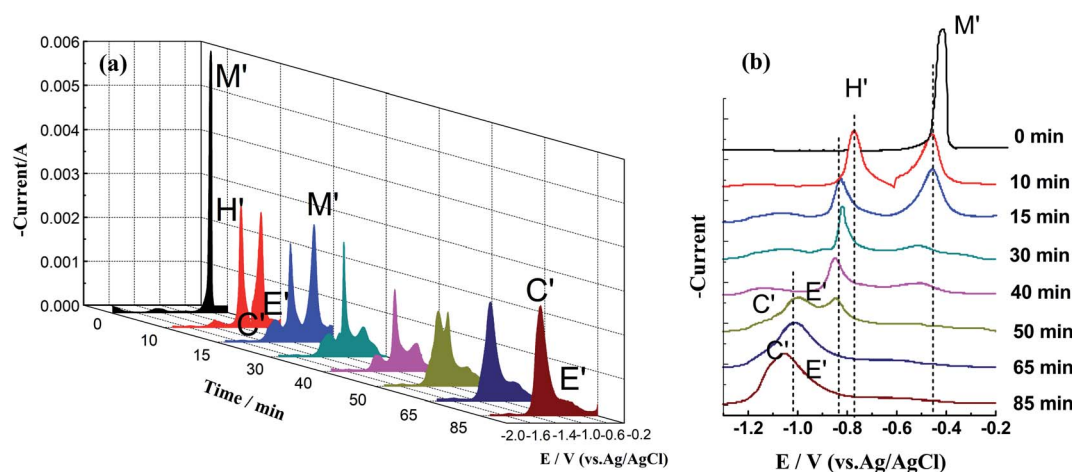 (a)
0.006
0.005
0.004
0.003
0.002
0.001
0.000
-Current/A
M'
H'
M'
C'
E'
C'
E'
0
10
15
30
40
50
65
85
Time / min
-2.0 -1.6 -1.4 -1.0 -0.6 -0.2
E / V (vs.Ag/AgCl)
(b)
M'
H'
0 min
10 min
15 min
30 min
40 min
C' E'
50 min
65 min
C' E'
85 min
-Current
-1.2 -1.0 -0.8 -0.6 -0.4 -0.2
E / V (vs.Ag/AgCl)